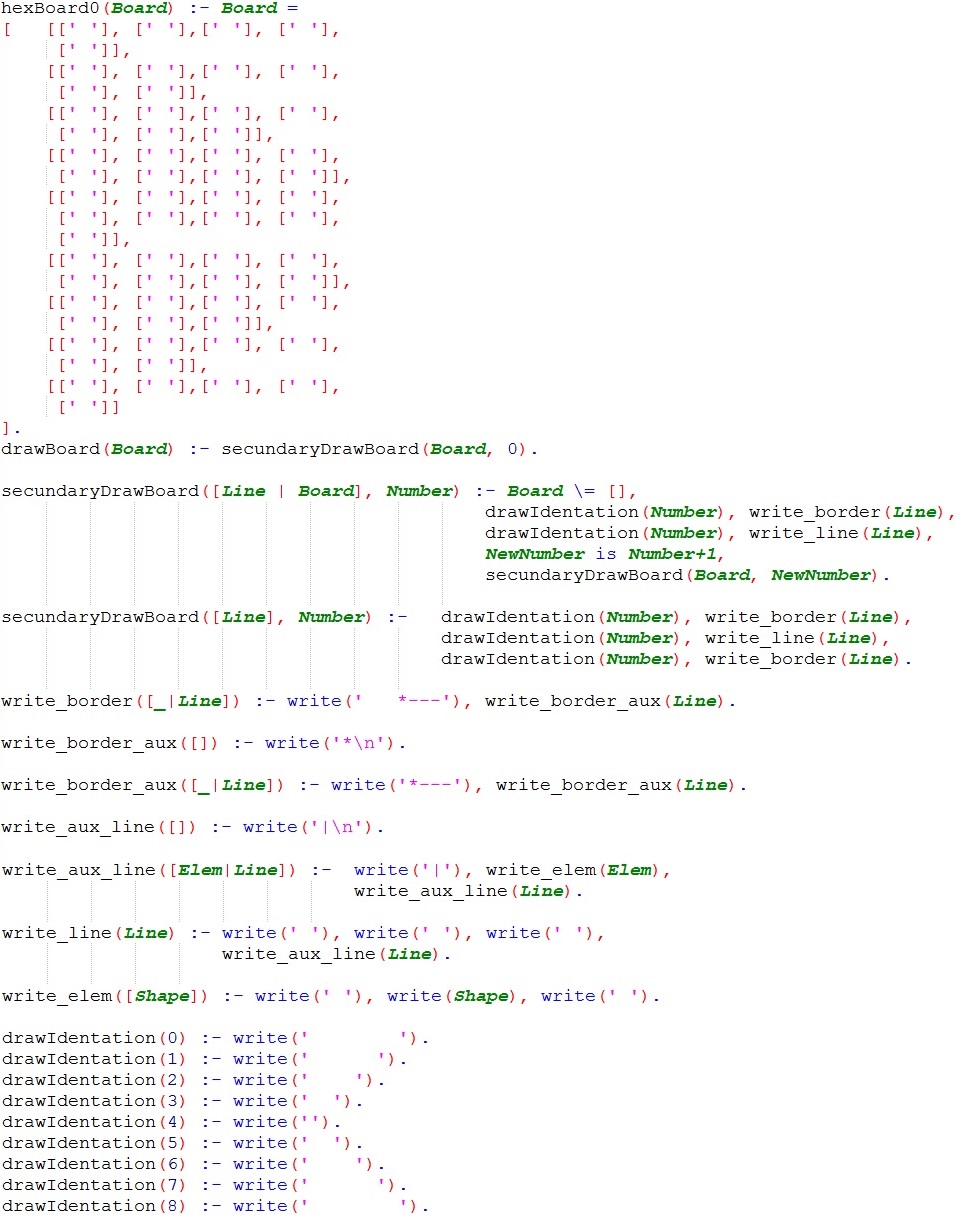 hexBoard0(Board) :- Board =
[   [[' '], [' '],[' '], [' '],
     [' ']],
    [[' '], [' '],[' '], [' '],
     [' '], [' ']],
    [[' '], [' '],[' '], [' '],
     [' '], [' '],[' ']],
    [[' '], [' '],[' '], [' '],
     [' '], [' '],[' '], [' ']],
    [[' '], [' '],[' '], [' '],
     [' '], [' '],[' '], [' '],
     [' ']],
    [[' '], [' '],[' '], [' '],
     [' '], [' '],[' '], [' ']],
    [[' '], [' '],[' '], [' '],
     [' '], [' '],[' ']],
    [[' '], [' '],[' '], [' '],
     [' '], [' ']],
    [[' '], [' '],[' '], [' '],
     [' ']]
].
drawBoard(Board) :- secundaryDrawBoard(Board, 0).
secundaryDrawBoard([Line | Board], Number) :- Board \= [],
                                            drawIdentation(Number), write_border(Line),
                                            drawIdentation(Number), write_line(Line),
                                            NewNumber is Number+1,
                                            secundaryDrawBoard(Board, NewNumber).
secundaryDrawBoard([Line], Number) :-   drawIdentation(Number), write_border(Line),
                                        drawIdentation(Number), write_line(Line),
                                        drawIdentation(Number), write_border(Line).
write_border([_|Line]) :- write('   *---'), write_border_aux(Line).
write_border_aux([]) :- write('*\n').
write_border_aux([_|Line]) :- write('*---'), write_border_aux(Line).
write_aux_line([]) :- write('|\n').
write_aux_line([Elem|Line]) :-  write('|'), write_elem(Elem),
                                write_aux_line(Line).
write_line(Line) :- write(' '), write(' '), write(' '),
                    write_aux_line(Line).
write_elem([Shape]) :- write(' '), write(Shape), write(' ').
drawIdentation(0) :- write('        ').
drawIdentation(1) :- write('      ').
drawIdentation(2) :- write('    ').
drawIdentation(3) :- write('  ').
drawIdentation(4) :- write('').
drawIdentation(5) :- write('  ').
drawIdentation(6) :- write('    ').
drawIdentation(7) :- write('      ').
drawIdentation(8) :- write('        ').